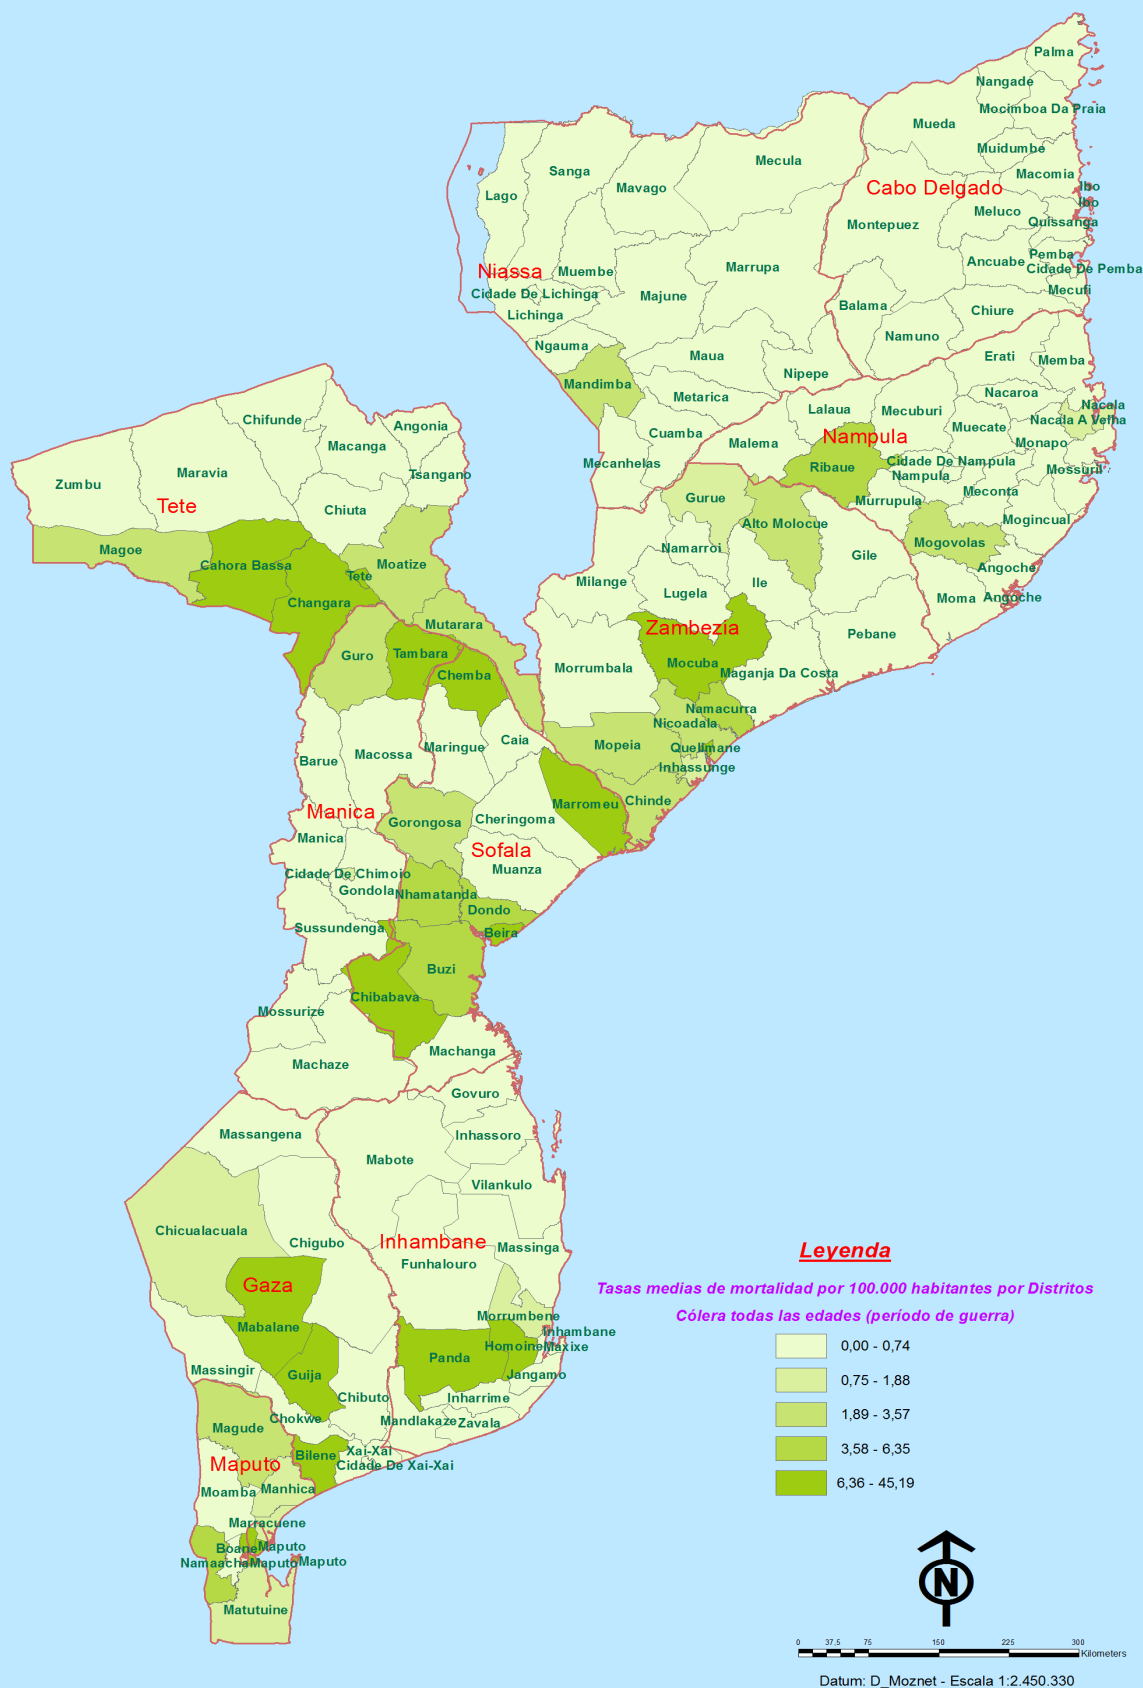 Palma
Nangade
Mocimboa Da Praia
Mueda
Muidumbe
Mecula
Sanga
Macomia
Mavago
Cabo Delgado
Ibo
Lago
Ibo
Meluco
Quissanga
Montepuez
Pemba
Ancuabe
Cidade De Pemba
Marrupa
Niassa
Muembe
Mecufi
Cidade De Lichinga
Majune
Balama
Chiure
Lichinga
Namuno
Ngauma
Maua
Erati
Memba
Nipepe
Mandimba
Nacaroa
Metarica
Nacala
Lalaua
Mecuburi
Chifunde
Nacala A Velha
Angonia
Muecate
Cuamba
Nampula
Malema
Monapo
Macanga
Cidade De Nampula
Mecanhelas
Ribaue
Mossuril
Maravia
Tsangano
Nampula
Zumbu
Meconta
Gurue
Murrupula
Tete
Chiuta
Mogincual
Alto Molocue
Mogovolas
Namarroi
Magoe
Gile
Moatize
Cahora Bassa
Angoche
Tete
Milange
Ile
Lugela
Moma
Angoche
Changara
Mutarara
Zambezia
Pebane
Tambara
Guro
Mocuba
Morrumbala
Chemba
Maganja Da Costa
Namacurra
Nicoadala
Caia
Mopeia
Maringue
Quelimane
Macossa
Barue
Inhassunge
Marromeu
Chinde
Manica
Gorongosa
Cheringoma
Manica
Sofala
Muanza
Cidade De Chimoio
Gondola
Nhamatanda
Dondo
Sussundenga
Beira
Buzi
Chibababava
Mossurize
Machanga
Machaze
Govuro
Massangena
Inhassoro
Mabote
Vilankulo
Chicualacuala
Chigubo
Inhambane
Massinga
Funhalouro
Gaza
Morrumbene
Mabalane
Inhambane
Homoine
Maxixe
Panda
Massingir
Guija
Jangamo
Chibuto
Inharrime
Chokwe
Mandlakaze
Zavala
Magude
Xai-Xai
Bilene
Maputo
Cidade De Xai-Xai
Moamba
Manhica
Marracuene
Boane
Maputo
Namaacha
Maputo
Maputo
Matutuine
Leyenda
Tasas medias de mortalidad por 100.000 habitantes por Distritos
Cólera todas las edades (período de guerra)
0,00 - 0,74
0,75 - 1,88
1,89 - 3,57
3,58 - 6,35
6,36 - 45,19
N
0 37,5 75 150 225 300
Kilometers
Datum: D_Moznet - Escala 1:2.450.330